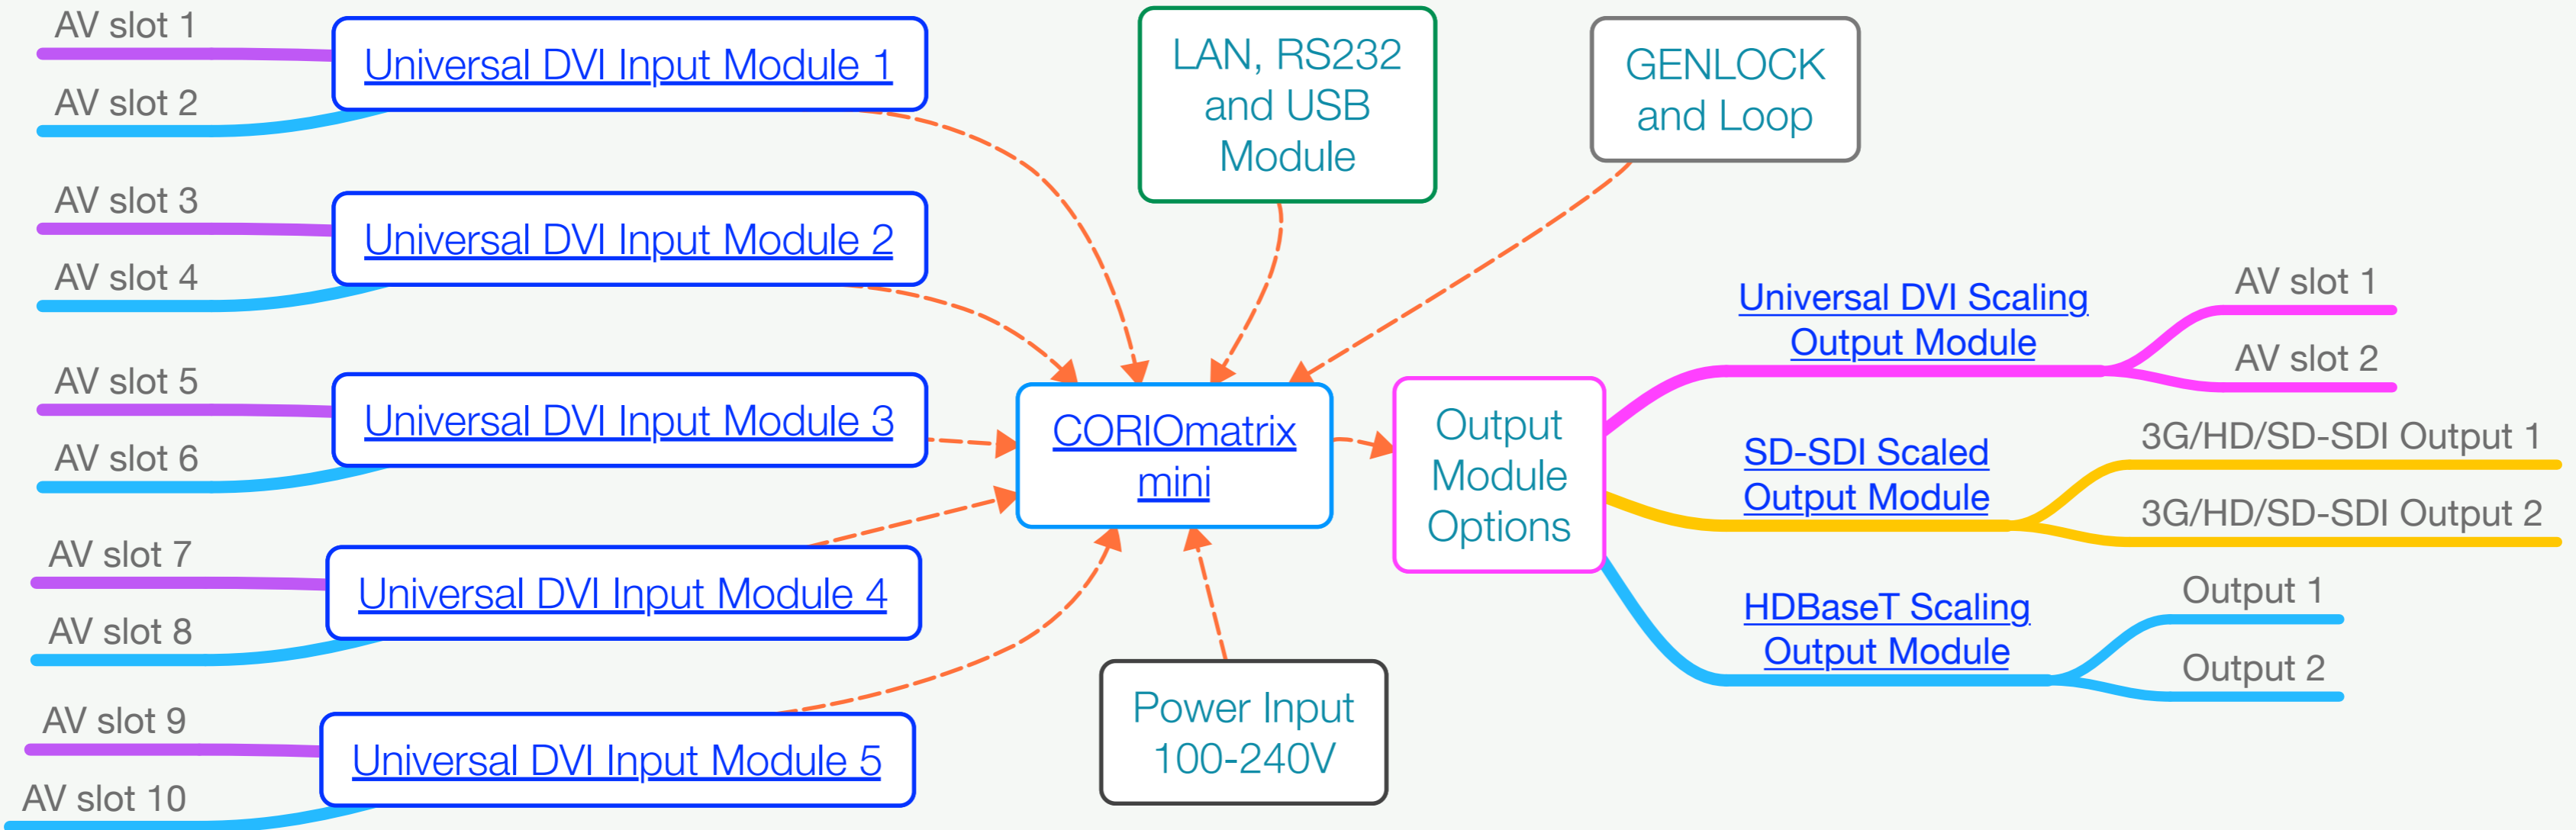 AV slot 1
AV slot 2
Universal DVI Input Module 1
AV slot 3
AV slot 4
Universal DVI Input Module 2
AV slot 5
AV slot 6
Universal DVI Input Module 3
AV slot 7
AV slot 8
Universal DVI Input Module 4
AV slot 9
AV slot 10
Universal DVI Input Module 5
LAN, RS232
and USB
Module
GENLOCK
and Loop
CORIOmatrix
mini
Power Input
100-240V
Output
Module
Options
Universal DVI Scaling
Output Module
AV slot 1
AV slot 2
SD-SDI Scaled
Output Module
3G/HD/SD-SDI Output 1
3G/HD/SD-SDI Output 2
HDBaseT Scaling
Output Module
Output 1
Output 2